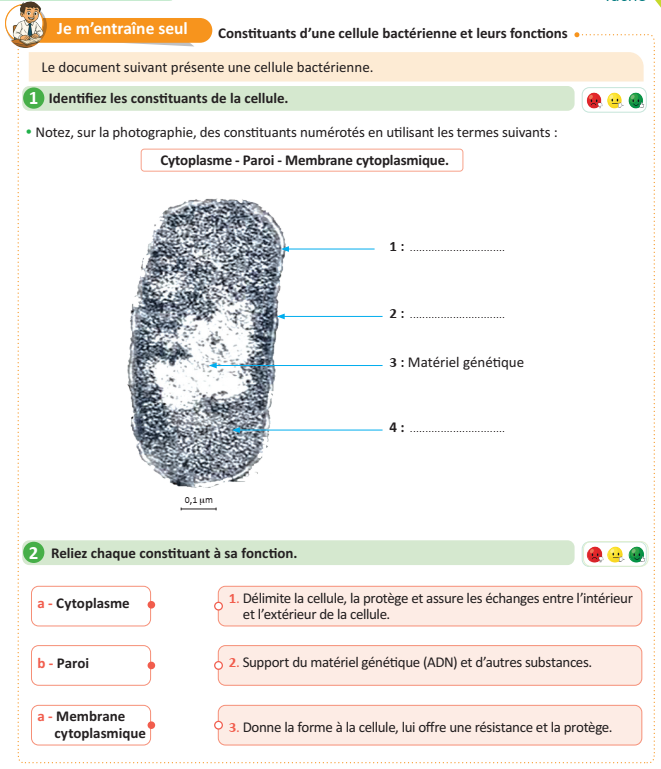 Je m'entraîne seul
Constituants d'une cellule bactérienne et leurs fonctions
Le document suivant présente une cellule bactérienne.
1 Identifiez les constituants de la cellule.
• Notez, sur la photographie, des constituants numérotés en utilisant les termes suivants :
Cytoplasme - Paroi - Membrane cytoplasmique.
1 : ..............................
2 : ..............................
3 : Matériel génétique
4 : ..............................
0,1 µm
2 Reliez chaque constituant à sa fonction.
a - Cytoplasme
1. Délimite la cellule, la protège et assure les échanges entre l'intérieur
et l'extérieur de la cellule.
b - Paroi
2. Support du matériel génétique (ADN) et d'autres substances.
a - Membrane
cytoplasmique
3. Donne la forme à la cellule, lui offre une résistance et la protège.